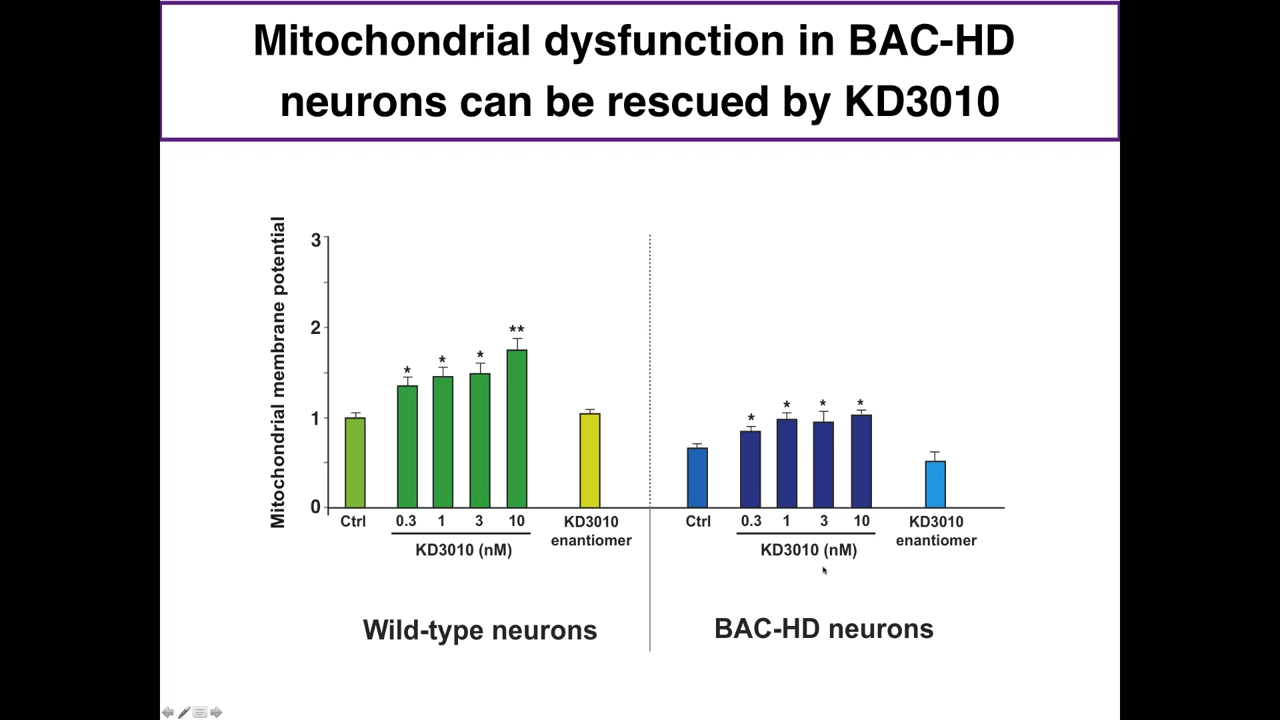 Mitochondrial dysfunction in BAC-HD
neurons can be rescued by KD3010
Mitochondrial membrane potential
3
2
1
0
*
*
*
**
*
*
*
*
Ctrl
0.3 1 3 10
KD3010 (nM)
KD3010
enantiomer
Ctrl
0.3 1 3 10
KD3010 (nM)
KD3010
enantiomer
Wild-type neurons
BAC-HD neurons